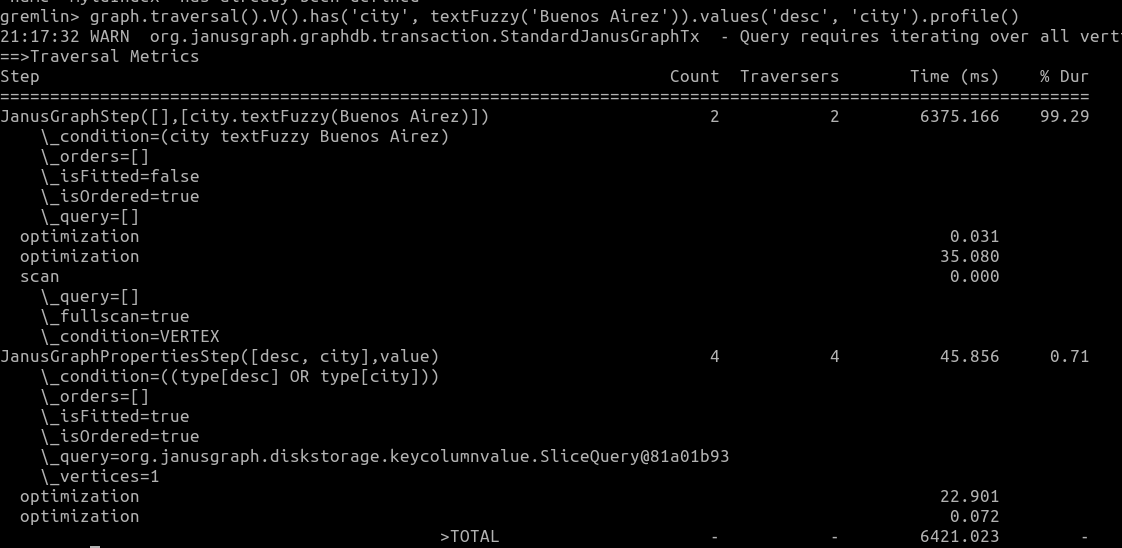 gremlin> graph.traversal().V().has('city', textFuzzy('Buenos Airez')).values('desc', 'city').profile()
21:17:32 WARN  org.janusgraph.graphdb.transaction.StandardJanusGraphTx  - Query requires iterating over all vert
==>Traversal Metrics
Step                                                               Count  Traversers       Time (ms)    % Dur
=============================================================================================================
JanusGraphStep([],[city.textFuzzy(Buenos Airez)])                      2           2        6375.166    99.29
    \_condition=(city textFuzzy Buenos Airez)
    \_orders=[]
    \_isFitted=false
    \_isOrdered=true
    \_query=[]
  optimization                                                                                 0.031
  optimization                                                                                35.080
  scan                                                                                         0.000
    \_query=[]
    \_fullscan=true
    \_condition=VERTEX
JanusGraphPropertiesStep([desc, city],value)                           4           4          45.856     0.71
    \_condition=((type[desc] OR type[city]))
    \_orders=[]
    \_isFitted=true
    \_isOrdered=true
    \_query=org.janusgraph.diskstorage.keycolumnvalue.SliceQuery@81a01b93
    \_vertices=1
  optimization                                                                                22.901
  optimization                                                                                 0.072
                                            >TOTAL                     -           -        6421.023        -